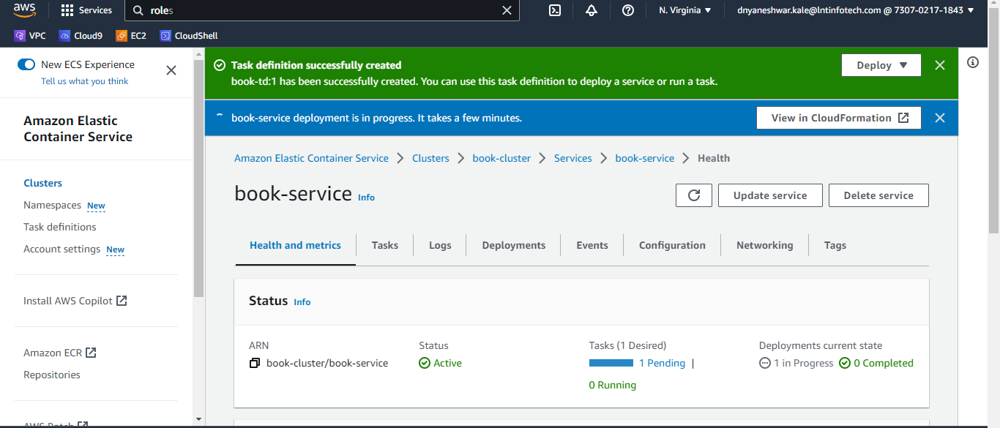 aws
Services
roles
N. Virginia
dnyaneshwar.kale@lntinfotech.com @ 7307-0217-1843
VPC
Cloud9
EC2
CloudShell
New ECS Experience
Tell us what you think
Amazon Elastic
Container Service
Clusters
Namespaces New
Task definitions
Account settings New
Install AWS Copilot
Amazon ECR
Repositories
AWS Batch
Task definition successfully created
book-td:1 has been successfully created. You can use this task definition to deploy a service or run a task.
Deploy
book-service deployment is in progress. It takes a few minutes.
View in CloudFormation
Amazon Elastic Container Service > Clusters > book-cluster > Services > book-service > Health
book-service Info
Update service
Delete service
Health and metrics
Tasks
Logs
Deployments
Events
Configuration
Networking
Tags
Status Info
ARN
book-cluster/book-service
Status
Active
Tasks (1 Desired)
1 Pending |
0 Running
Deployments current state
1 in Progress 0 Completed